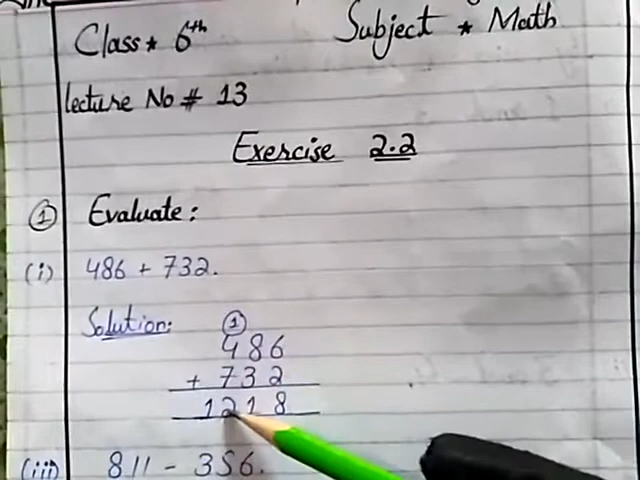 Class * 6th Subject * Math
lecture No # 13
Exercise 2.2
① Evaluate:
(i) 486 + 732.
Solution: ①
486
+ 732
1218
(iii) 811 - 356.